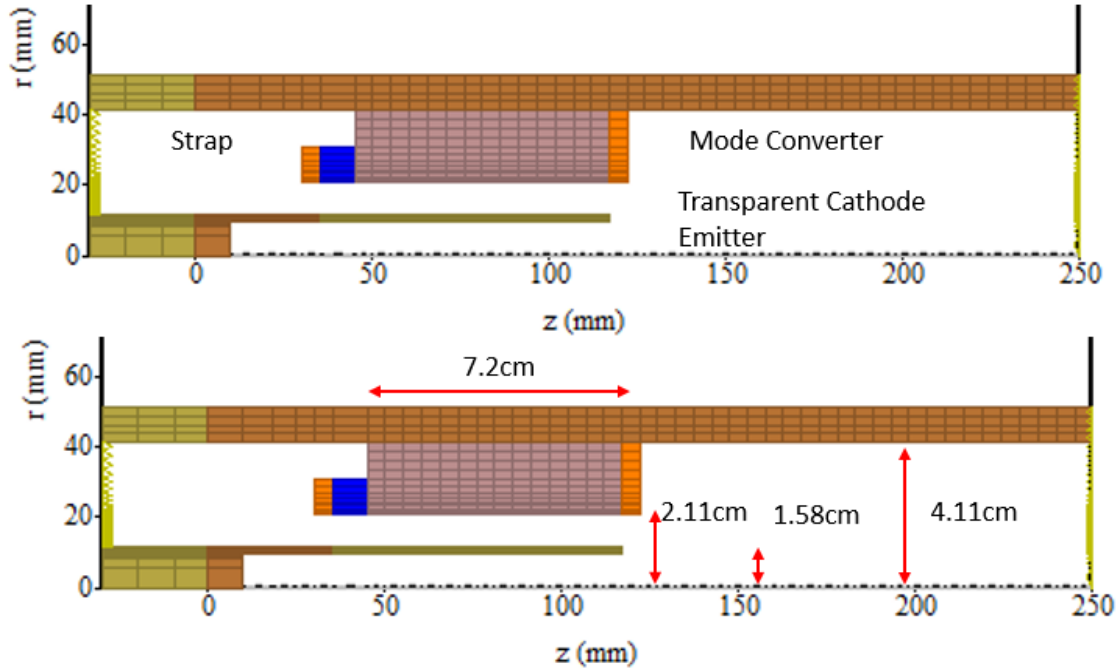 r (mm)
60
40
20
0
Strap
Mode Converter
Transparent Cathode
Emitter
0
50
100
150
200
250
z (mm)
r (mm)
60
40
20
0
7.2cm
2.11cm
1.58cm
4.11cm
0
50
100
150
200
250
z (mm)